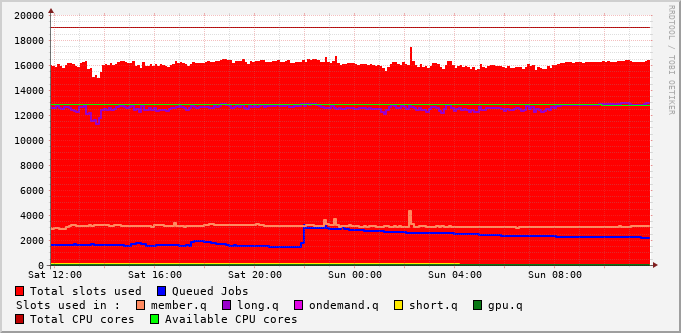 20000
18000
16000
14000
12000
10000
8000
6000
4000
2000
0
Sat 12:00 Sat 16:00 Sat 20:00 Sun 00:00 Sun 04:00 Sun 08:00
Total slots used Queued Jobs
Slots used in : member.q long.q ondemand.q short.q gpu.q
Total CPU cores Available CPU cores
RRDTOOL / TOBI OETIKER